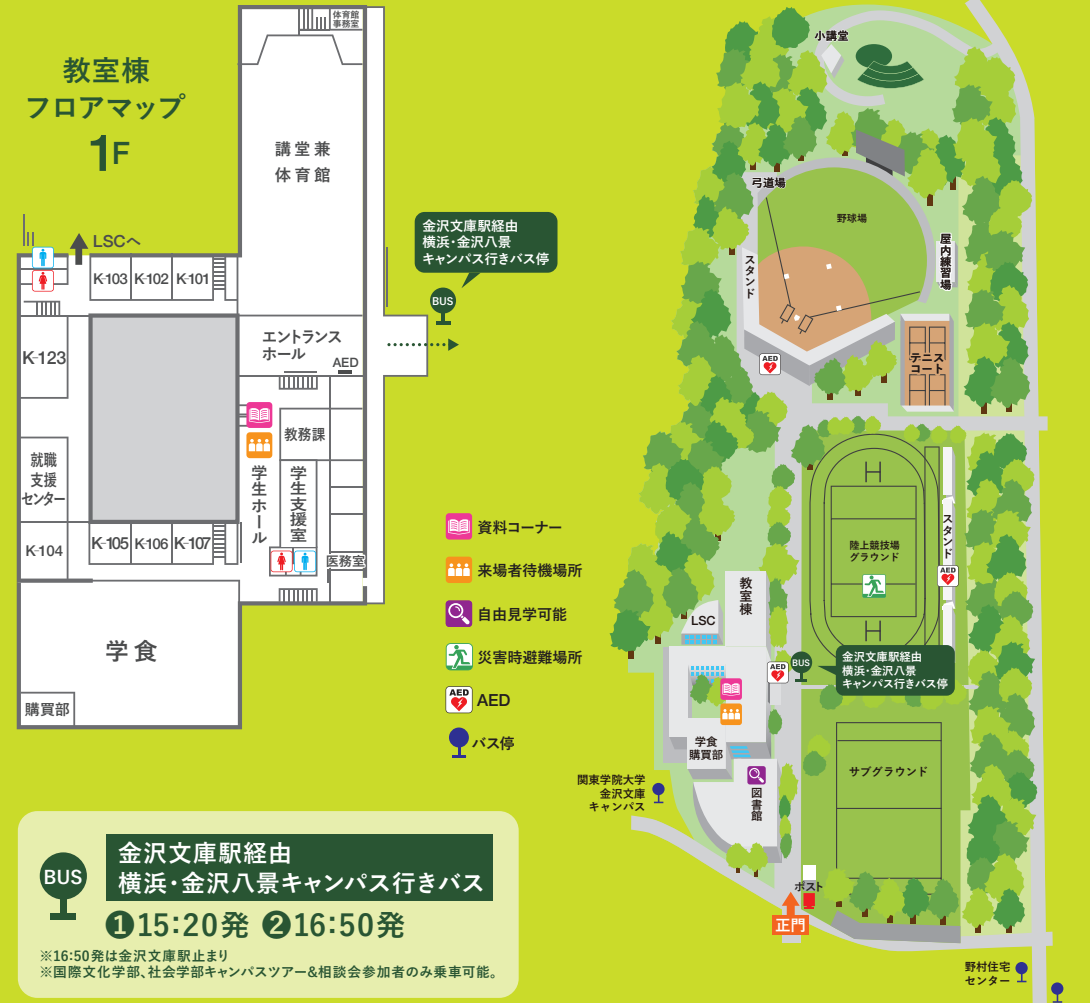 教室棟
フロアマップ
1F
体育館
事務室
講堂兼
体育館
LSCへ
K-103
K-102
K-101
金沢文庫駅経由
横浜・金沢八景
キャンパス行きバス停
BUS
エントランス
ホール
AED
K-123
教務課
就職
支援
センター
学生ホール
学生支援室
K-104
K-105
K-106
K-107
医務室
学食
購買部
資料コーナー
来場者待機場所
自由見学可能
災害時避難場所
AED
AED
バス停
BUS
金沢文庫駅経由
横浜・金沢八景キャンパス行きバス
❶15:20発 ❷16:50発
※16:50発は金沢文庫駅止まり
※国際文化学部、社会学部キャンパスツアー&相談会参加者のみ乗車可能。
小講堂
弓道場
野球場
スタンド
屋内練習場
AED
テニス
コート
陸上競技場
グラウンド
スタンド
AED
教室棟
LSC
AED
BUS
金沢文庫駅経由
横浜・金沢八景
キャンパス行きバス停
学食
購買部
サブグラウンド
図書館
関東学院大学
金沢文庫
キャンパス
ポスト
正門
野村住宅
センター